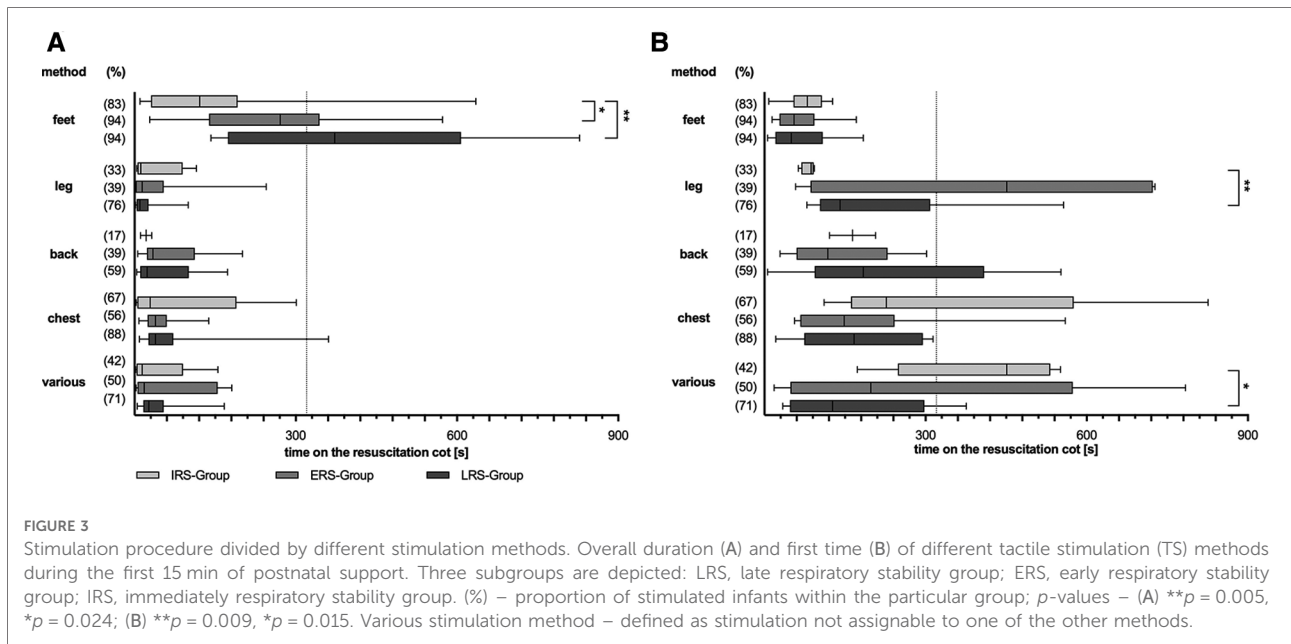 A
B
method (%)
method (%)
(83)
feet (94)
(94)
*
**
(33)
leg (39)
(76)
(17)
back (39)
(59)
(67)
chest (56)
(88)
(42)
various (50)
(71)
300 600 900
time on the resuscitation cot [s]
IRS-Group ERS-Group LRS-Group
(83)
feet (94)
(94)
(33)
leg (39)
(76)
**
(17)
back (39)
(59)
(67)
chest (56)
(88)
(42)
various (50)
(71)
*
300 600 900
time on the resuscitation cot [s]
FIGURE 3
Stimulation procedure divided by different stimulation methods. Overall duration (A) and first time (B) of different tactile stimulation (TS) methods
during the first 15 min of postnatal support. Three subgroups are depicted: LRS, late respiratory stability group; ERS, early respiratory stability
group; IRS, immediately respiratory stability group. (%) – proportion of stimulated infants within the particular group; p-values – (A) **p = 0.005,
*p = 0.024; (B) **p = 0.009, *p = 0.015. Various stimulation method – defined as stimulation not assignable to one of the other methods.